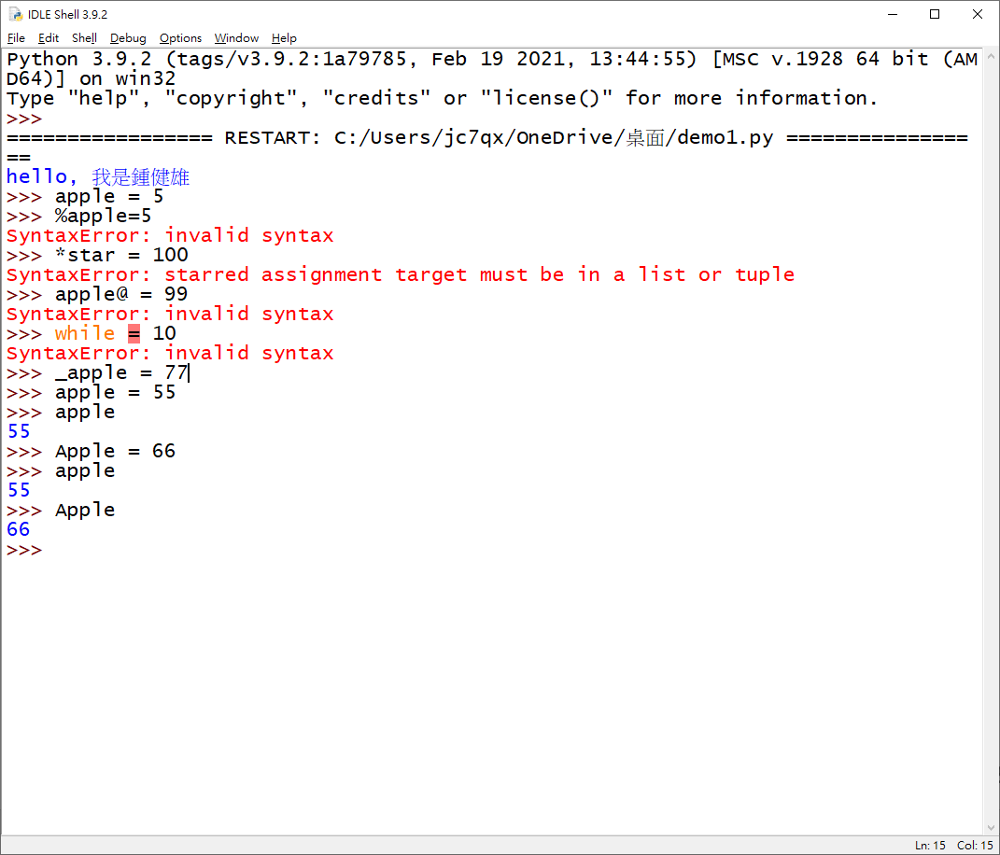 IDLE Shell 3.9.2
File Edit Shell Debug Options Window Help
Python 3.9.2 (tags/v3.9.2:1a79785, Feb 19 2021, 13:44:55) [MSC v.1928 64 bit (AM
D64)] on win32
Type "help", "copyright", "credits" or "license()" for more information.
>>>
================= RESTART: C:/Users/jc7qx/OneDrive/桌面/demo1.py ===============
==
hello, 我是鍾健雄
>>> apple = 5
>>> %apple=5
SyntaxError: invalid syntax
>>> *star = 100
SyntaxError: starred assignment target must be in a list or tuple
>>> apple@ = 99
SyntaxError: invalid syntax
>>> while = 10
SyntaxError: invalid syntax
>>> _apple = 77
>>> apple = 55
>>> apple
55
>>> Apple = 66
>>> apple
55
>>> Apple
66
>>>
Ln: 15 Col: 15